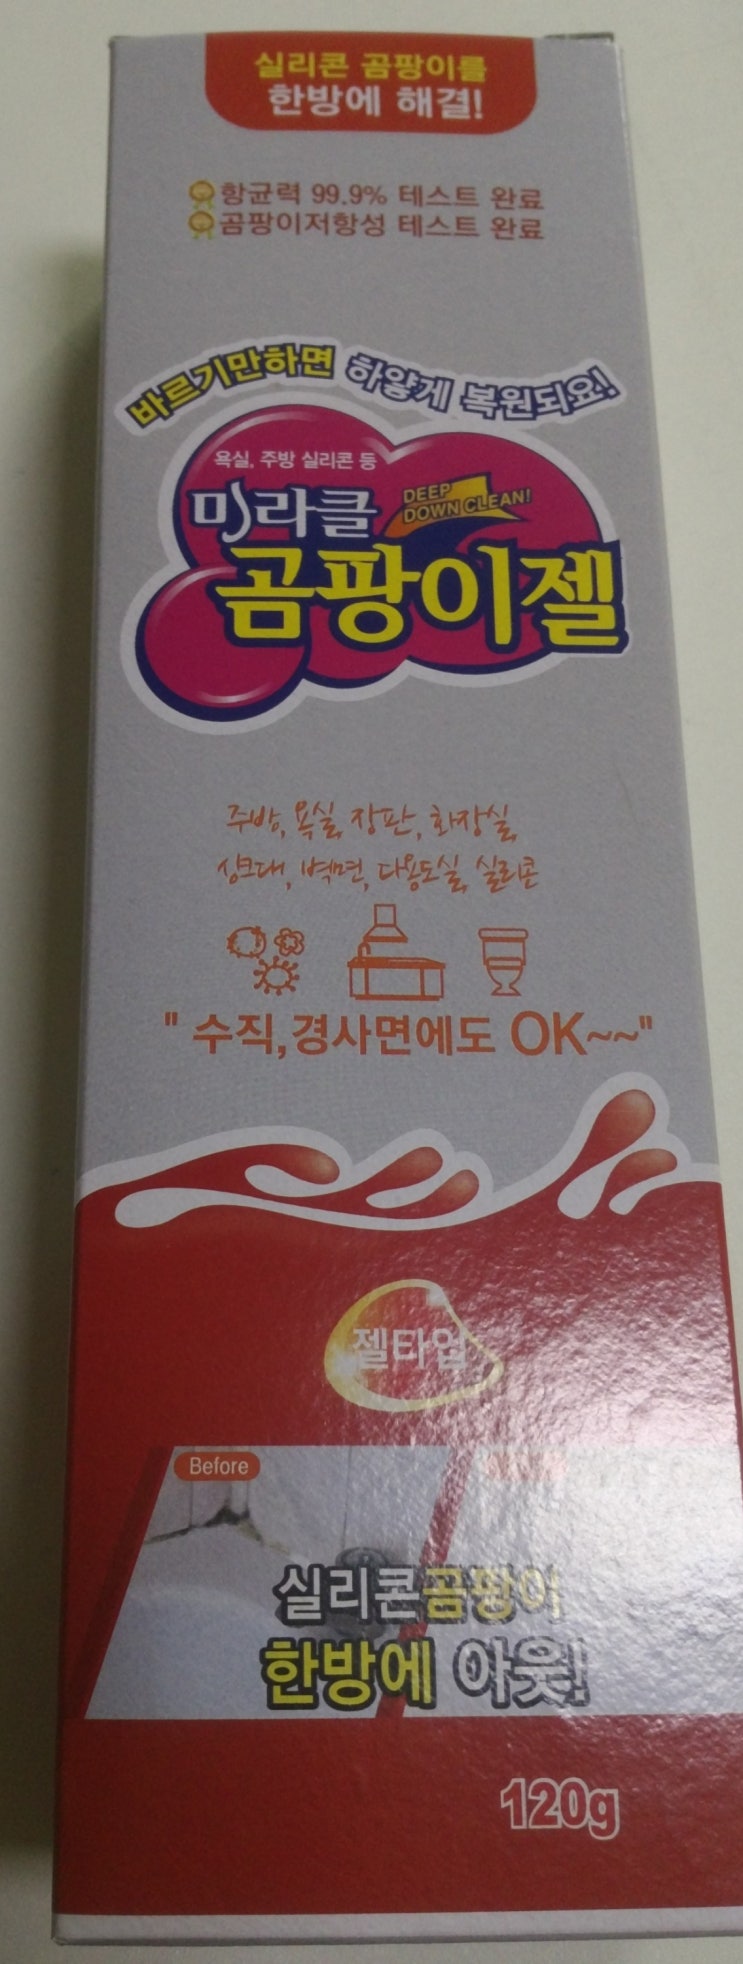 실리콘 곰팡이를
한방에 해결!
항균력 99.9% 테스트 완료
곰팡이저항성 테스트 완료
바르기만하면 하얗게 복원되요!
욕실, 주방 실리콘 등
미라클
DEEP
DOWN CLEAN!
곰팡이젤
주방, 욕실, 장판, 화장실,
싱크대, 벽면, 다용도실, 실리콘
" 수직,경사면에도 OK~~"
젤타입
Before
실리콘곰팡이
한방에 아웃!
120g